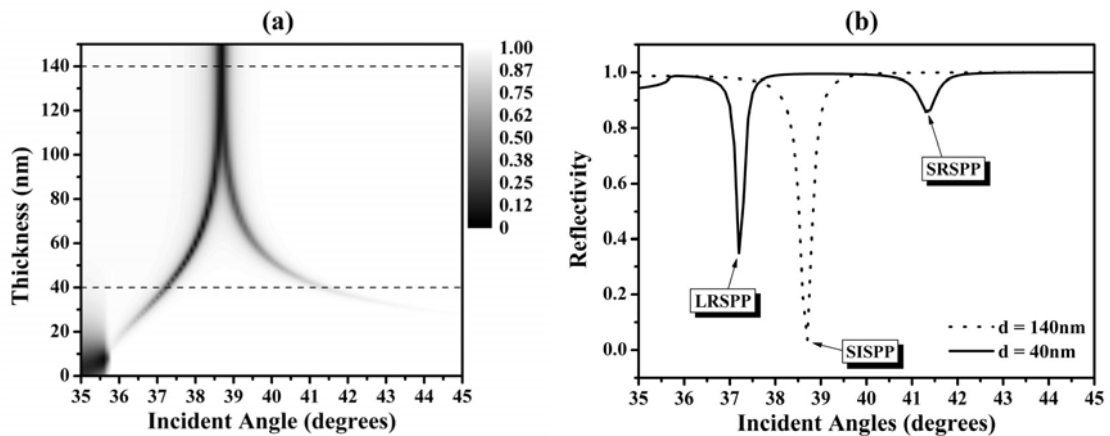 (a)
Thickness (nm)
140
120
100
80
60
40
20
0
35 36 37 38 39 40 41 42 43 44 45
Incident Angle (degrees)
1.00
0.87
0.75
0.62
0.50
0.38
0.25
0.12
0
(b)
Reflectivity
1.0
0.8
0.6
0.4
0.2
0.0
SRSPP
LRSPP
SISPP
d = 140nm
d = 40nm
35 36 37 38 39 40 41 42 43 44 45
Incident Angles (degrees)